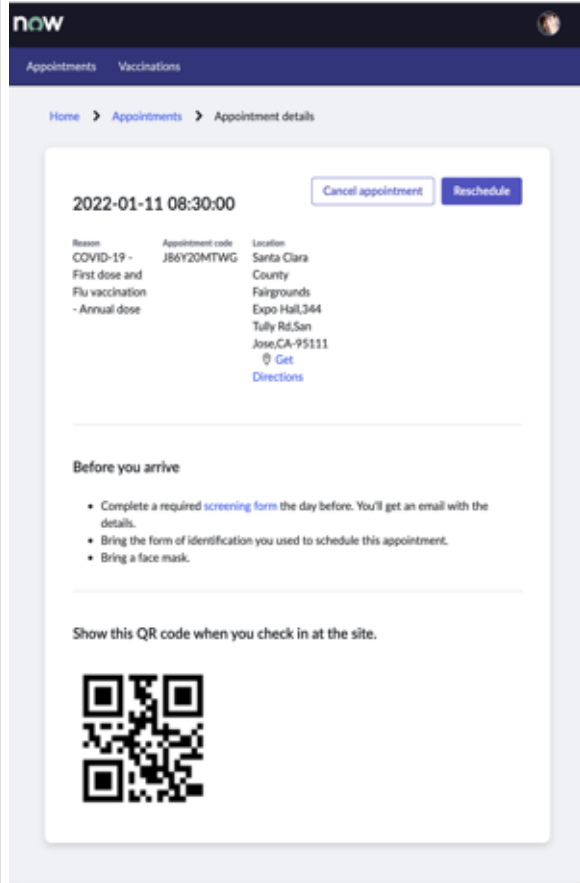 now
Appointments Vaccinations
Home > Appointments > Appointment details
Cancel appointment Reschedule
2022-01-11 08:30:00
Reason
COVID-19 -
First dose and
Flu vaccination
- Annual dose
Appointment code
J86Y20MTWG
Location
Santa Clara
County
Fairgrounds
Expo Hall,344
Tully Rd,San
Jose,CA-95111
Get
Directions
Before you arrive
• Complete a required screening form the day before. You'll get an email with the
details.
• Bring the form of identification you used to schedule this appointment.
• Bring a face mask.
Show this QR code when you check in at the site.